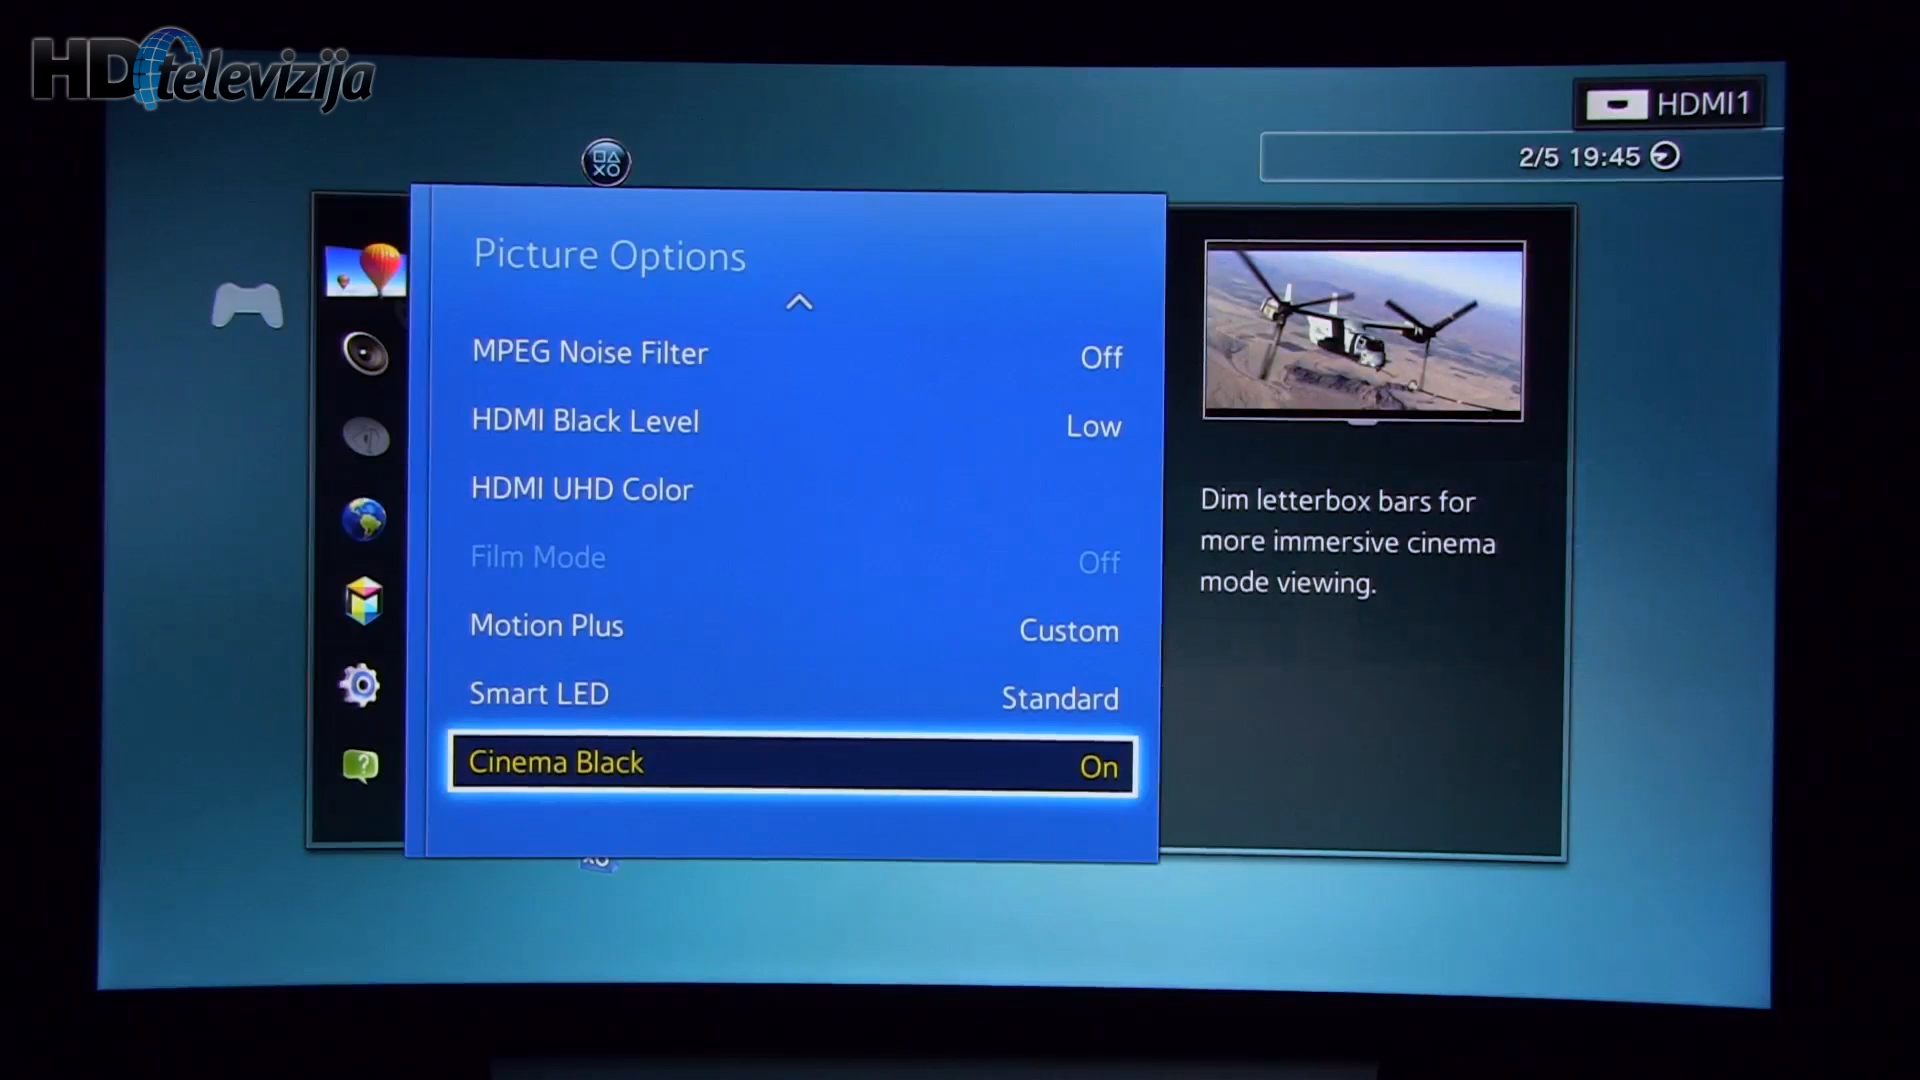 HDtelevizija
HDMI1
2/5 19:45
Picture Options
MPEG Noise Filter Off
HDMI Black Level Low
HDMI UHD Color
Film Mode Off
Motion Plus Custom
Smart LED Standard
Cinema Black On
Dim letterbox bars for
more immersive cinema
mode viewing.